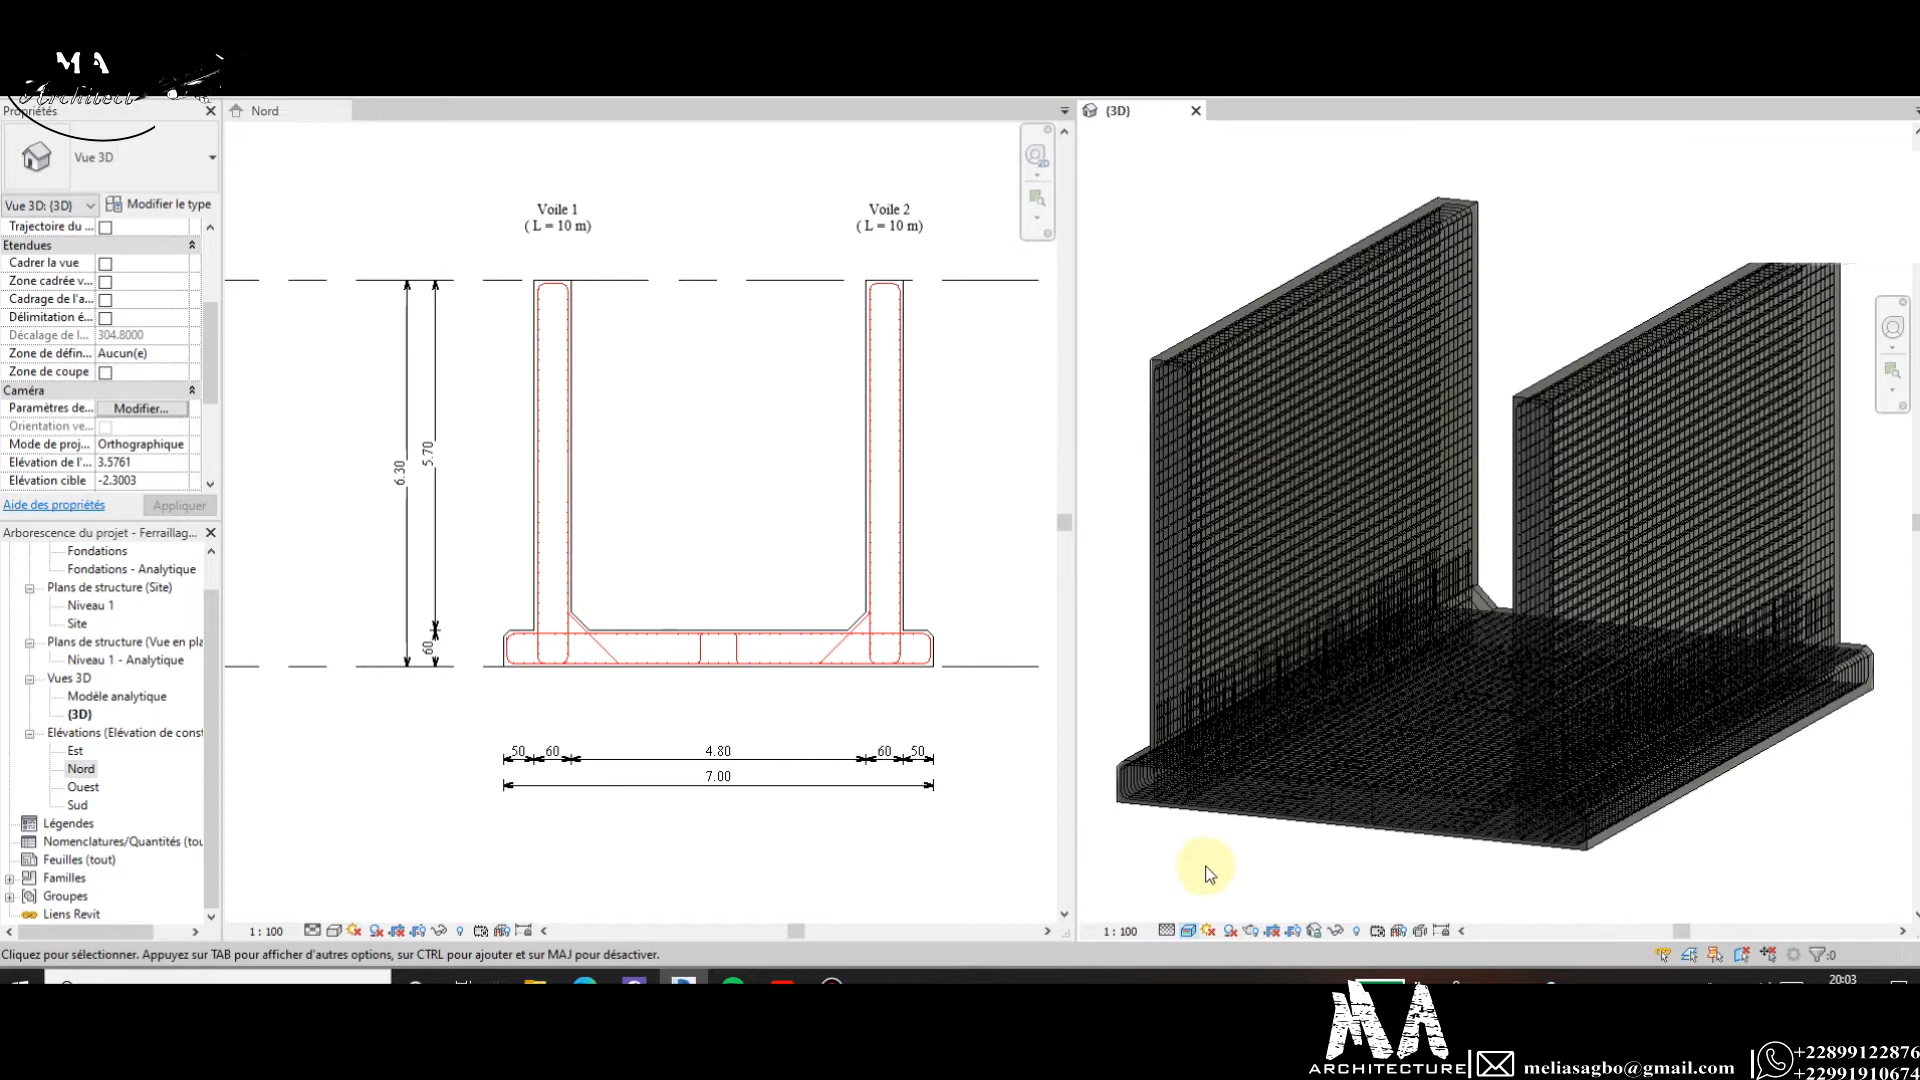 MA
Architect
Propriétés
Vue 3D
Vue 3D: {3D}
Modifier le type
Trajectoire du ...
Etendues
Cadrer la vue
Zone cadrée v...
Cadrage de l'a...
Délimitation é...
Décalage de l... 304.8000
Zone de défin... Aucun(e)
Zone de coupe
Caméra
Paramètres de... Modifier...
Orientation ve...
Mode de proj... Orthographique
Elévation de l'... 3.5761
Elévation cible -2.3003
Aide des propriétés
Appliquer
Arborescence du projet - Ferraillag...
Fondations
Fondations - Analytique
Plans de structure (Site)
Niveau 1
Site
Plans de structure (Vue en pla
Niveau 1 - Analytique
Vues 3D
Modèle analytique
{3D}
Elévations (Elévation de const
Est
Nord
Ouest
Sud
Légendes
Nomenclatures/Quantités (tou
Feuilles (tout)
Familles
Groupes
Liens Revit
Nord
2D
Voile 1
( L = 10 m)
Voile 2
( L = 10 m)
6.30
5.70
60
50
60
4.80
60
50
7.00
1 : 100
{3D}
1 : 100
Cliquez pour sélectionner. Appuyez sur TAB pour afficher d'autres options, sur CTRL pour ajouter et sur MAJ pour désactiver.
:0
20:03
MA
ARCHITECTURE
meliasagbo@gmail.com
+22899122876
+22991910674